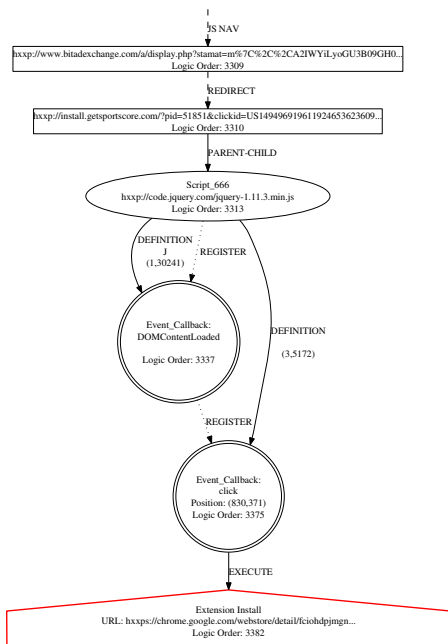 JS NAV
hxxp://www.bitadexchange.com/a/display.php?stamat=m%7C%2C%2CA2IWYiLyoGU3B09GH0...
Logic Order: 3309
REDIRECT
hxxp://install.getsportscore.com/?pid=51851&clickid=US149496919611924653623609...
Logic Order: 3310
PARENT-CHILD
Script_666
hxxp://code.jquery.com/jquery-1.11.3.min.js
Logic Order: 3313
DEFINITION
J
(1,30241)
REGISTER
DEFINITION
(3,5172)
Event_Callback:
DOMContentLoaded
Logic Order: 3337
REGISTER
Event_Callback:
click
Position: (830,371)
Logic Order: 3375
EXECUTE
Extension Install
URL: hxxps://chrome.google.com/webstore/detail/fciohdpjmgn...
Logic Order: 3382